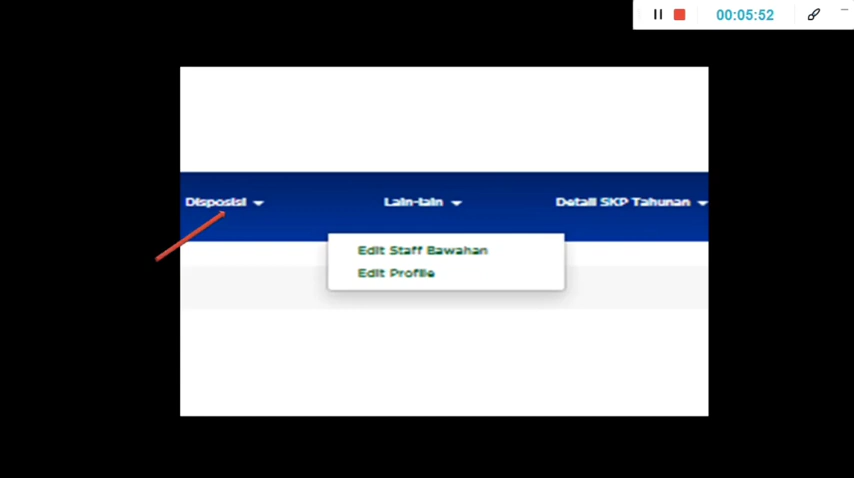 00:05:52
Disposisi Lain-lain Detail SKP Tahunan
Edit Staff Bawahan
Edit Profile